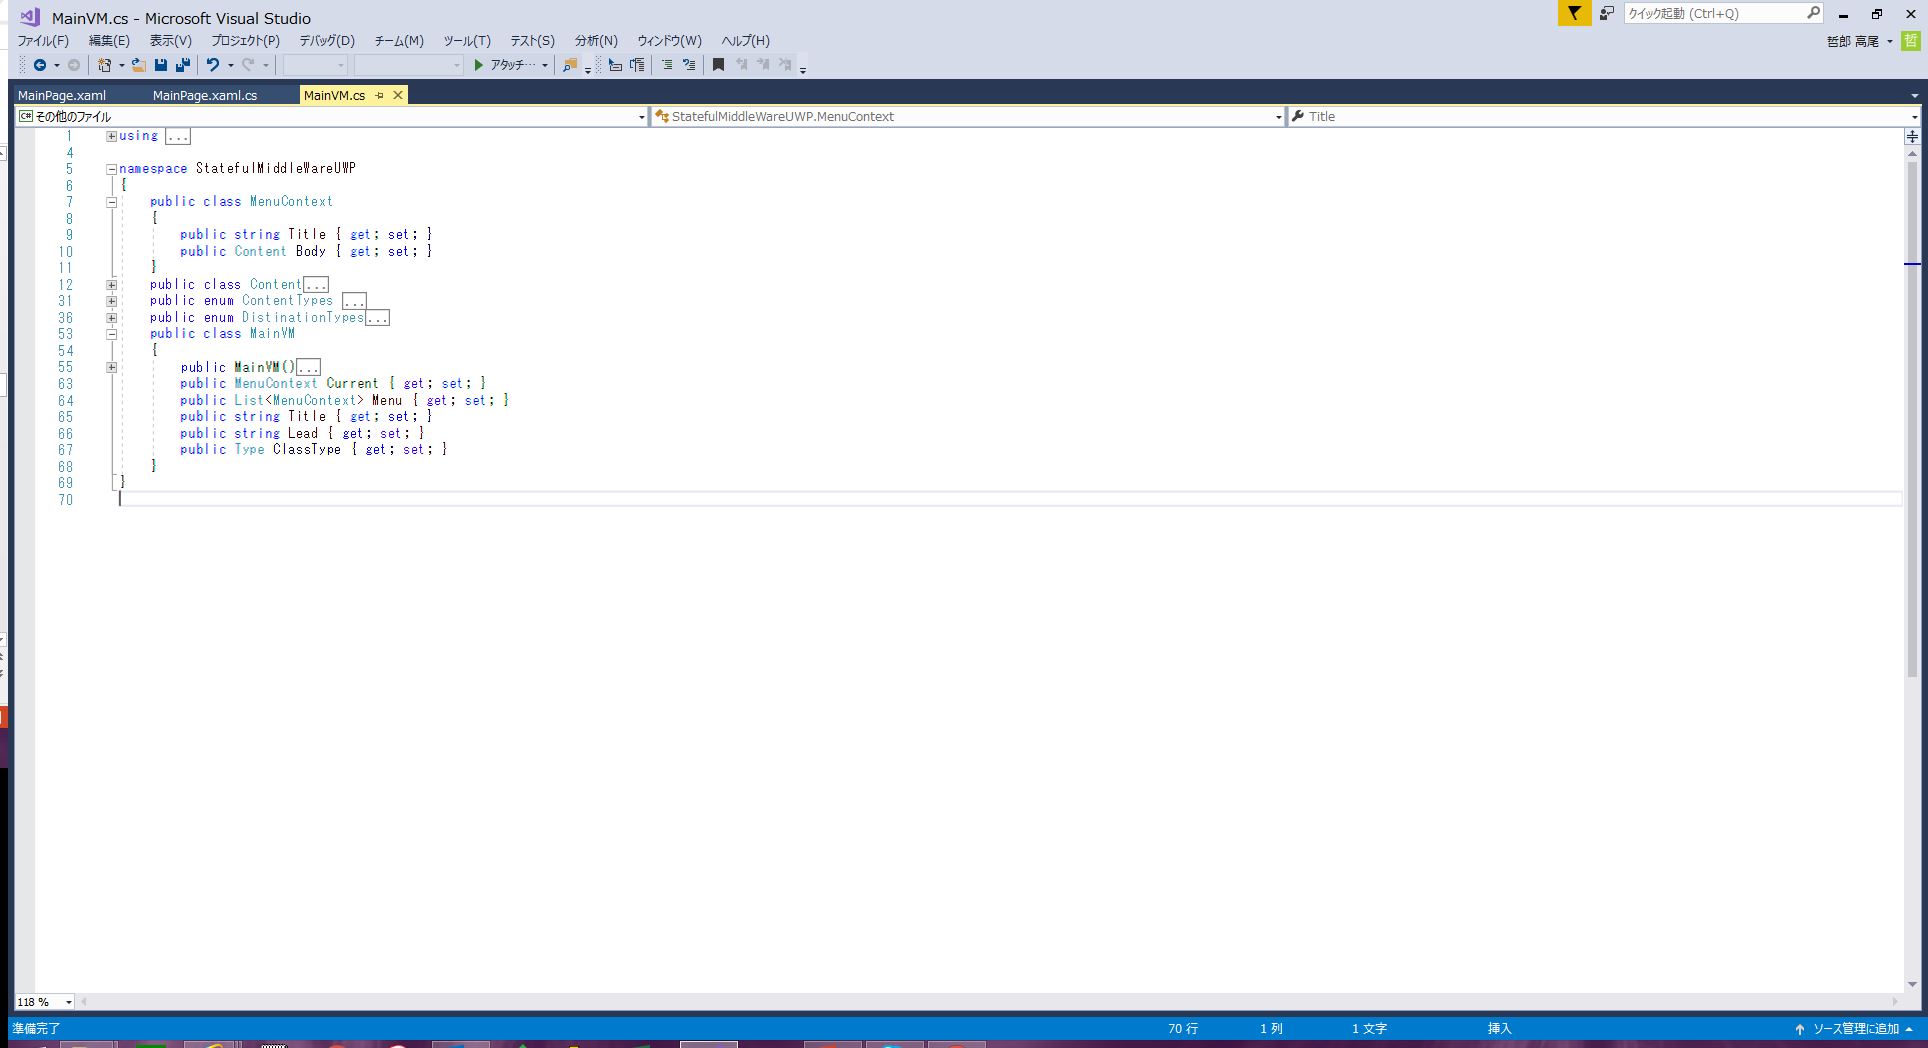 MainVM.cs - Microsoft Visual Studio
クイック起動 (Ctrl+Q)
ファイル(F) 編集(E) 表示(V) プロジェクト(P) デバッグ(D) チーム(M) ツール(T) テスト(S) 分析(N) ウィンドウ(W) ヘルプ(H)
哲郎 高尾 哲
アタッチ…
MainPage.xaml MainPage.xaml.cs MainVM.cs
C# その他のファイル StatefulMiddleWareUWP.MenuContext Title
1 using ...
4
5 namespace StatefulMiddleWareUWP
6 {
7 public class MenuContext
8 {
9 public string Title { get; set; }
10 public Content Body { get; set; }
11 }
12 public class Content...
31 public enum ContentTypes ...
36 public enum DistinationTypes...
53 public class MainVM
54 {
55 public MainVM()...
63 public MenuContext Current { get; set; }
64 public List<MenuContext> Menu { get; set; }
65 public string Title { get; set; }
66 public string Lead { get; set; }
67 public Type ClassType { get; set; }
68 }
69 }
70
118 %
準備完了 70 行 1 列 1 文字 挿入 ソース管理に追加